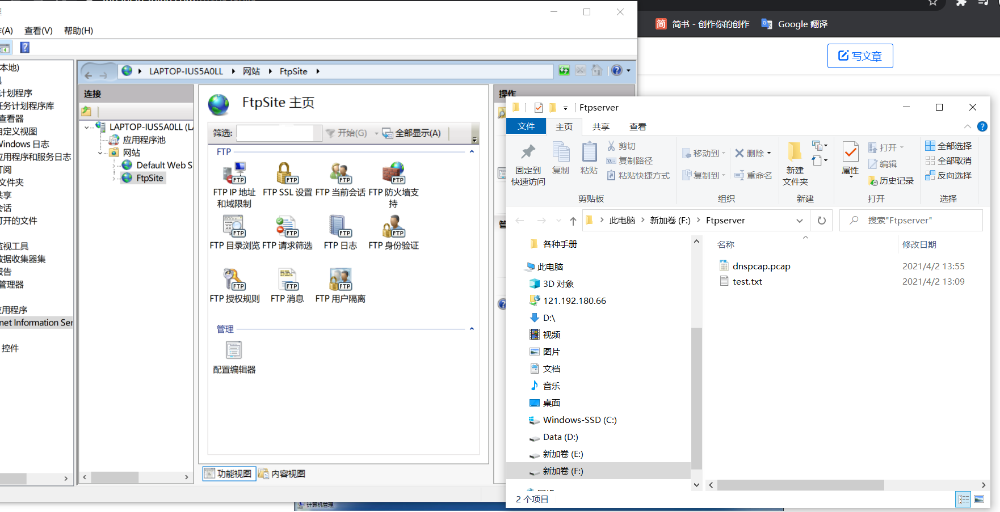 简书 - 创作你的创作
Google 翻译
写文章
(A) 查看(V) 帮助(H)
本地)
计划程序
任务计划程序库
查看器
自定义视图
Windows 日志
应用程序和服务日志
订阅
文件夹
共享
会话
打开的文件
监视工具
数据收集器集
报告
管理器
应用程序
net Information Ser
控件
LAPTOP-IUS5A0LL 网站 FtpSite
连接
LAPTOP-IUS5A0LL (LA
应用程序池
网站
Default Web S
FtpSite
FtpSite 主页
筛选:
开始(G)
全部显示(A)
FTP
FTP IP 地址和域限制
FTP SSL 设置
FTP 当前会话
FTP 防火墙支持
FTP 目录浏览
FTP 请求筛选
FTP 日志
FTP 身份验证
FTP 授权规则
FTP 消息
FTP 用户隔离
管理
配置编辑器
功能视图
内容视图
操作
计算机管理
Ftpserver
文件 主页 共享 查看
固定到快速访问
复制
粘贴
剪切
复制路径
粘贴快捷方式
剪贴板
移动到
复制到
删除
重命名
组织
新建文件夹
新建
属性
打开
编辑
历史记录
打开
全部选择
全部取消
反向选择
选择
此电脑 新加卷 (F:) Ftpserver
搜索"Ftpserver"
各种手册
此电脑
3D 对象
121.192.180.66
D:\
视频
图片
文档
音乐
桌面
Windows-SSD (C:)
Data (D:)
新加卷 (E:)
新加卷 (F:)
名称 修改日期
dnspcap.pcap 2021/4/2 13:55
test.txt 2021/4/2 13:09
2 个项目